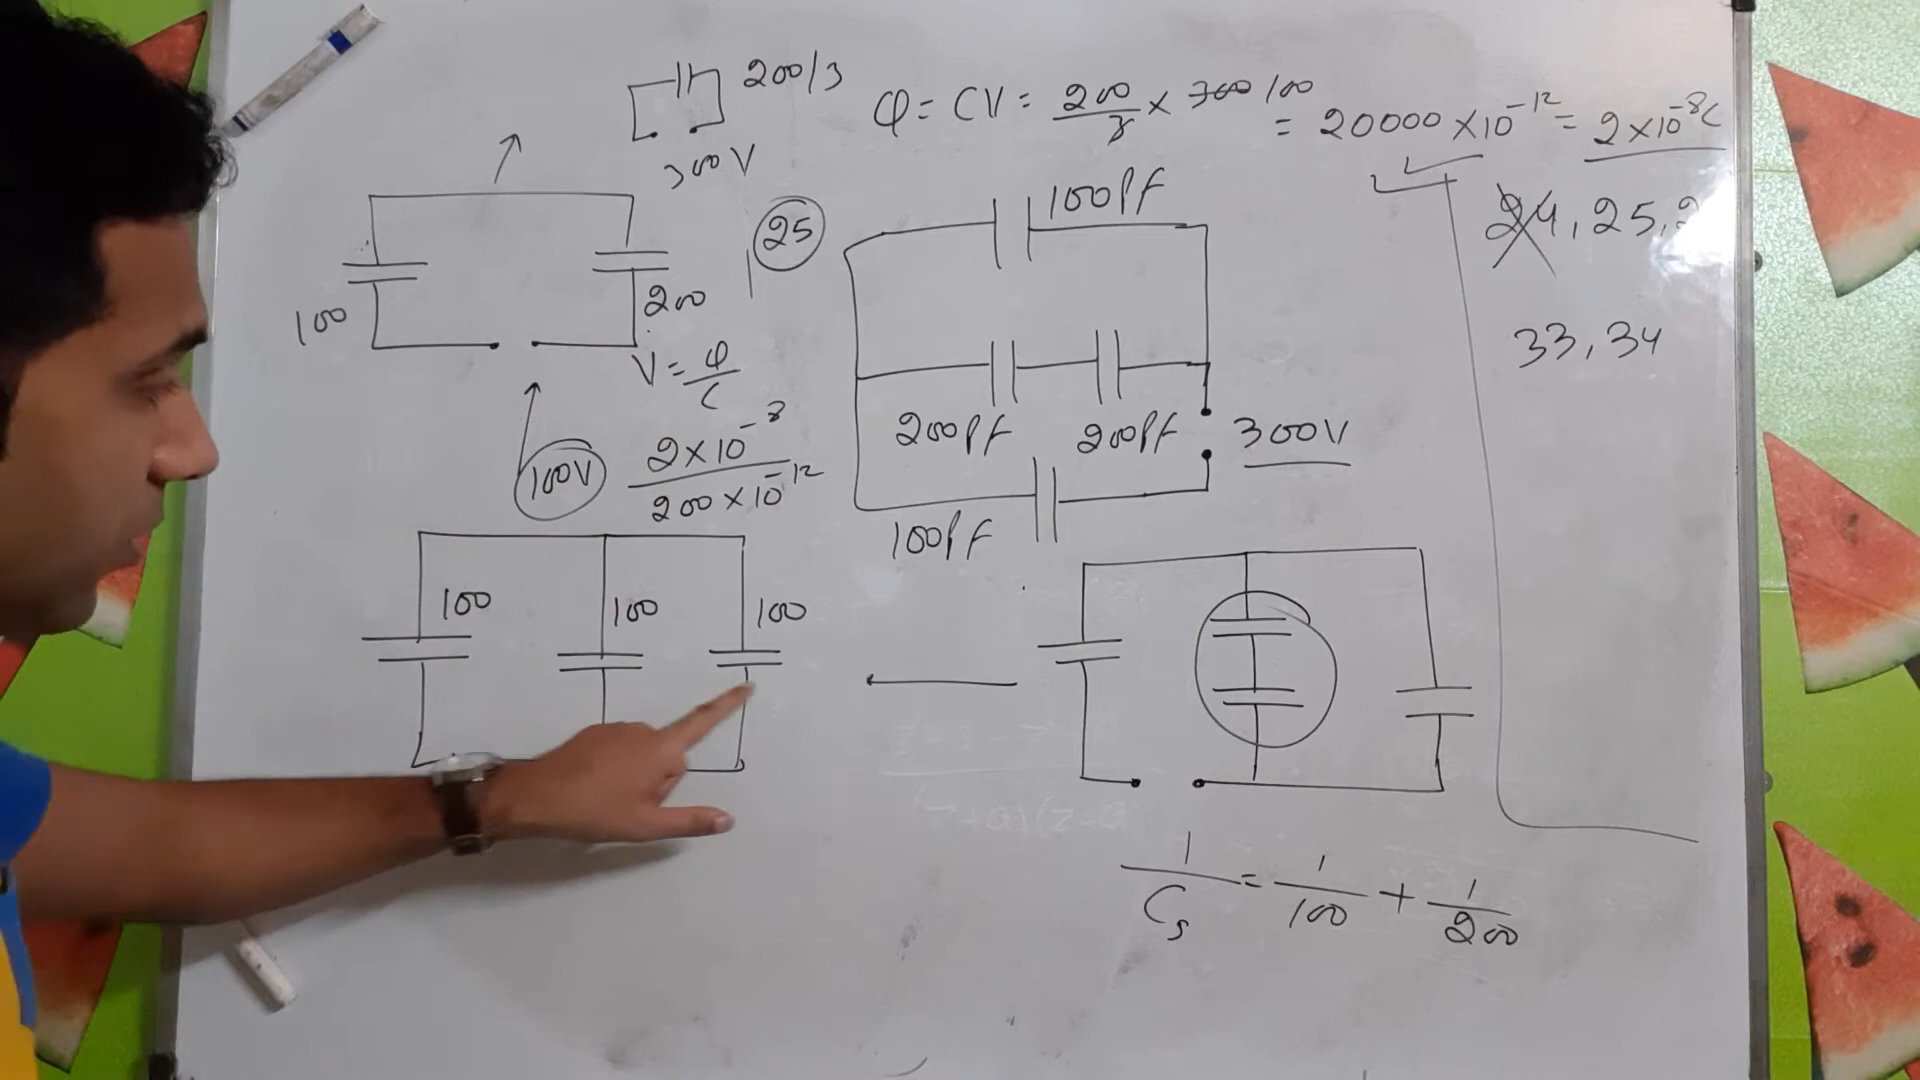 200/3
300V
Q = CV = 200/3 × 300 100
= 20000 × 10^-12 = 2 × 10^-8 C
24, 25,
33, 34
100
200
V = Q/C
100V
2 × 10^-8 / 200 × 10^-12
25
100pF
200pF
200pF
300V
100pF
100
100
100
1/Cs = 1/100 + 1/200